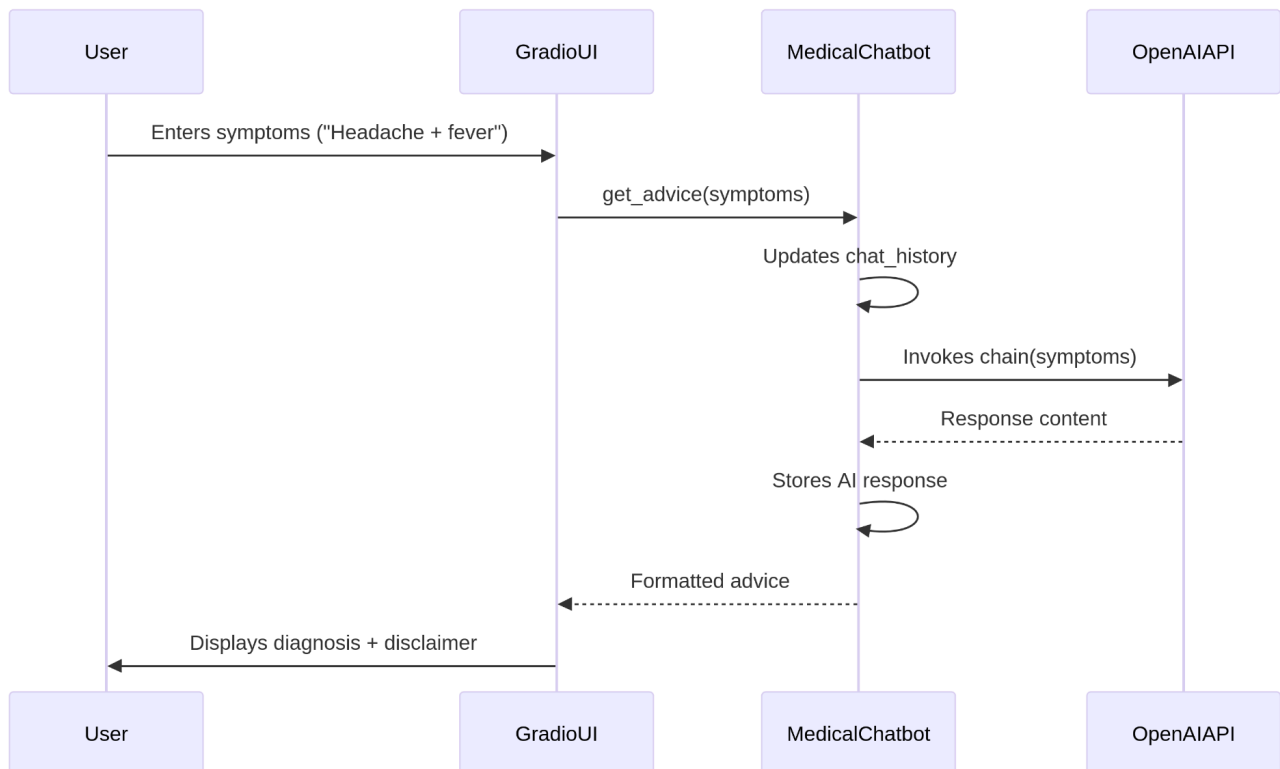 User
GradioUI
MedicalChatbot
OpenAIAPI
Enters symptoms ("Headache + fever")
get_advice(symptoms)
Updates chat_history
Invokes chain(symptoms)
Response content
Stores AI response
Formatted advice
Displays diagnosis + disclaimer
User
GradioUI
MedicalChatbot
OpenAIAPI